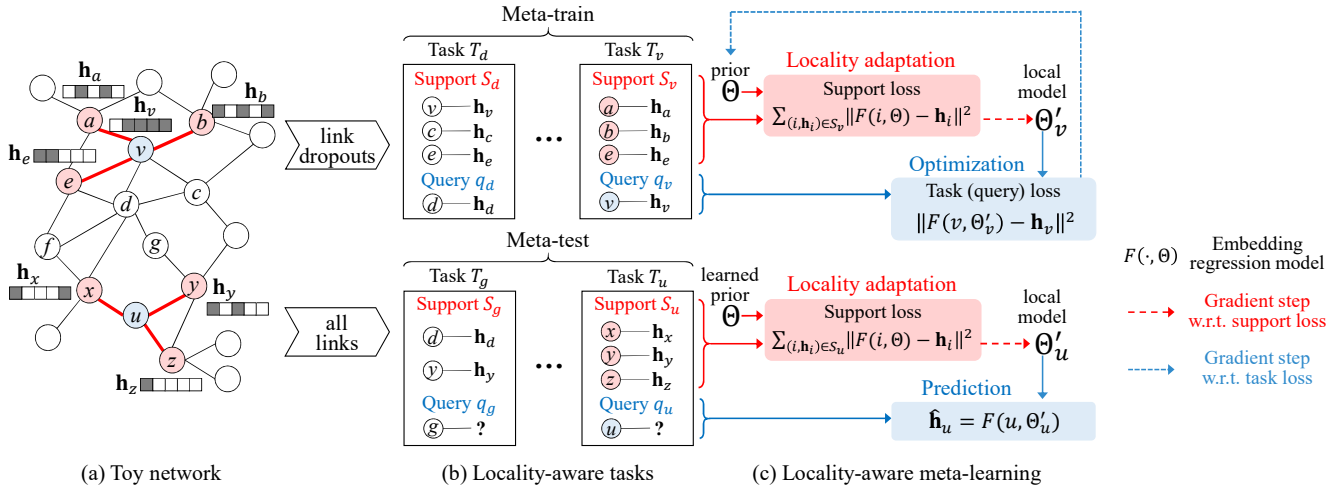 h_a
h_v
h_b
a
b
v
h_e
e
d
c
f
g
h_x
x
y
h_y
u
z
h_z
(a) Toy network
link
dropouts
all
links
Meta-train
Task T_d
Support S_d
v h_v
c h_c
e h_e
Query q_d
d h_d
...
Task T_v
Support S_v
a h_a
b h_b
e h_e
Query q_v
v h_v
Meta-test
Task T_g
Support S_g
d h_d
y h_y
Query q_g
g ?
...
Task T_u
Support S_u
x h_x
y h_y
z h_z
Query q_u
u ?
(b) Locality-aware tasks
prior
Θ
Locality adaptation
Support loss
∑_{(i,h_i)∈S_v} ‖F(i, Θ) − h_i‖²
local
model
Θ′_v
Optimization
Task (query) loss
‖F(v, Θ′_v) − h_v‖²
learned
prior
Θ
Locality adaptation
Support loss
∑_{(i,h_i)∈S_u} ‖F(i, Θ) − h_i‖²
local
model
Θ′_u
Prediction
ĥ_u = F(u, Θ′_u)
(c) Locality-aware meta-learning
F(·, Θ) Embedding
regression model
Gradient step
w.r.t. support loss
Gradient step
w.r.t. task loss